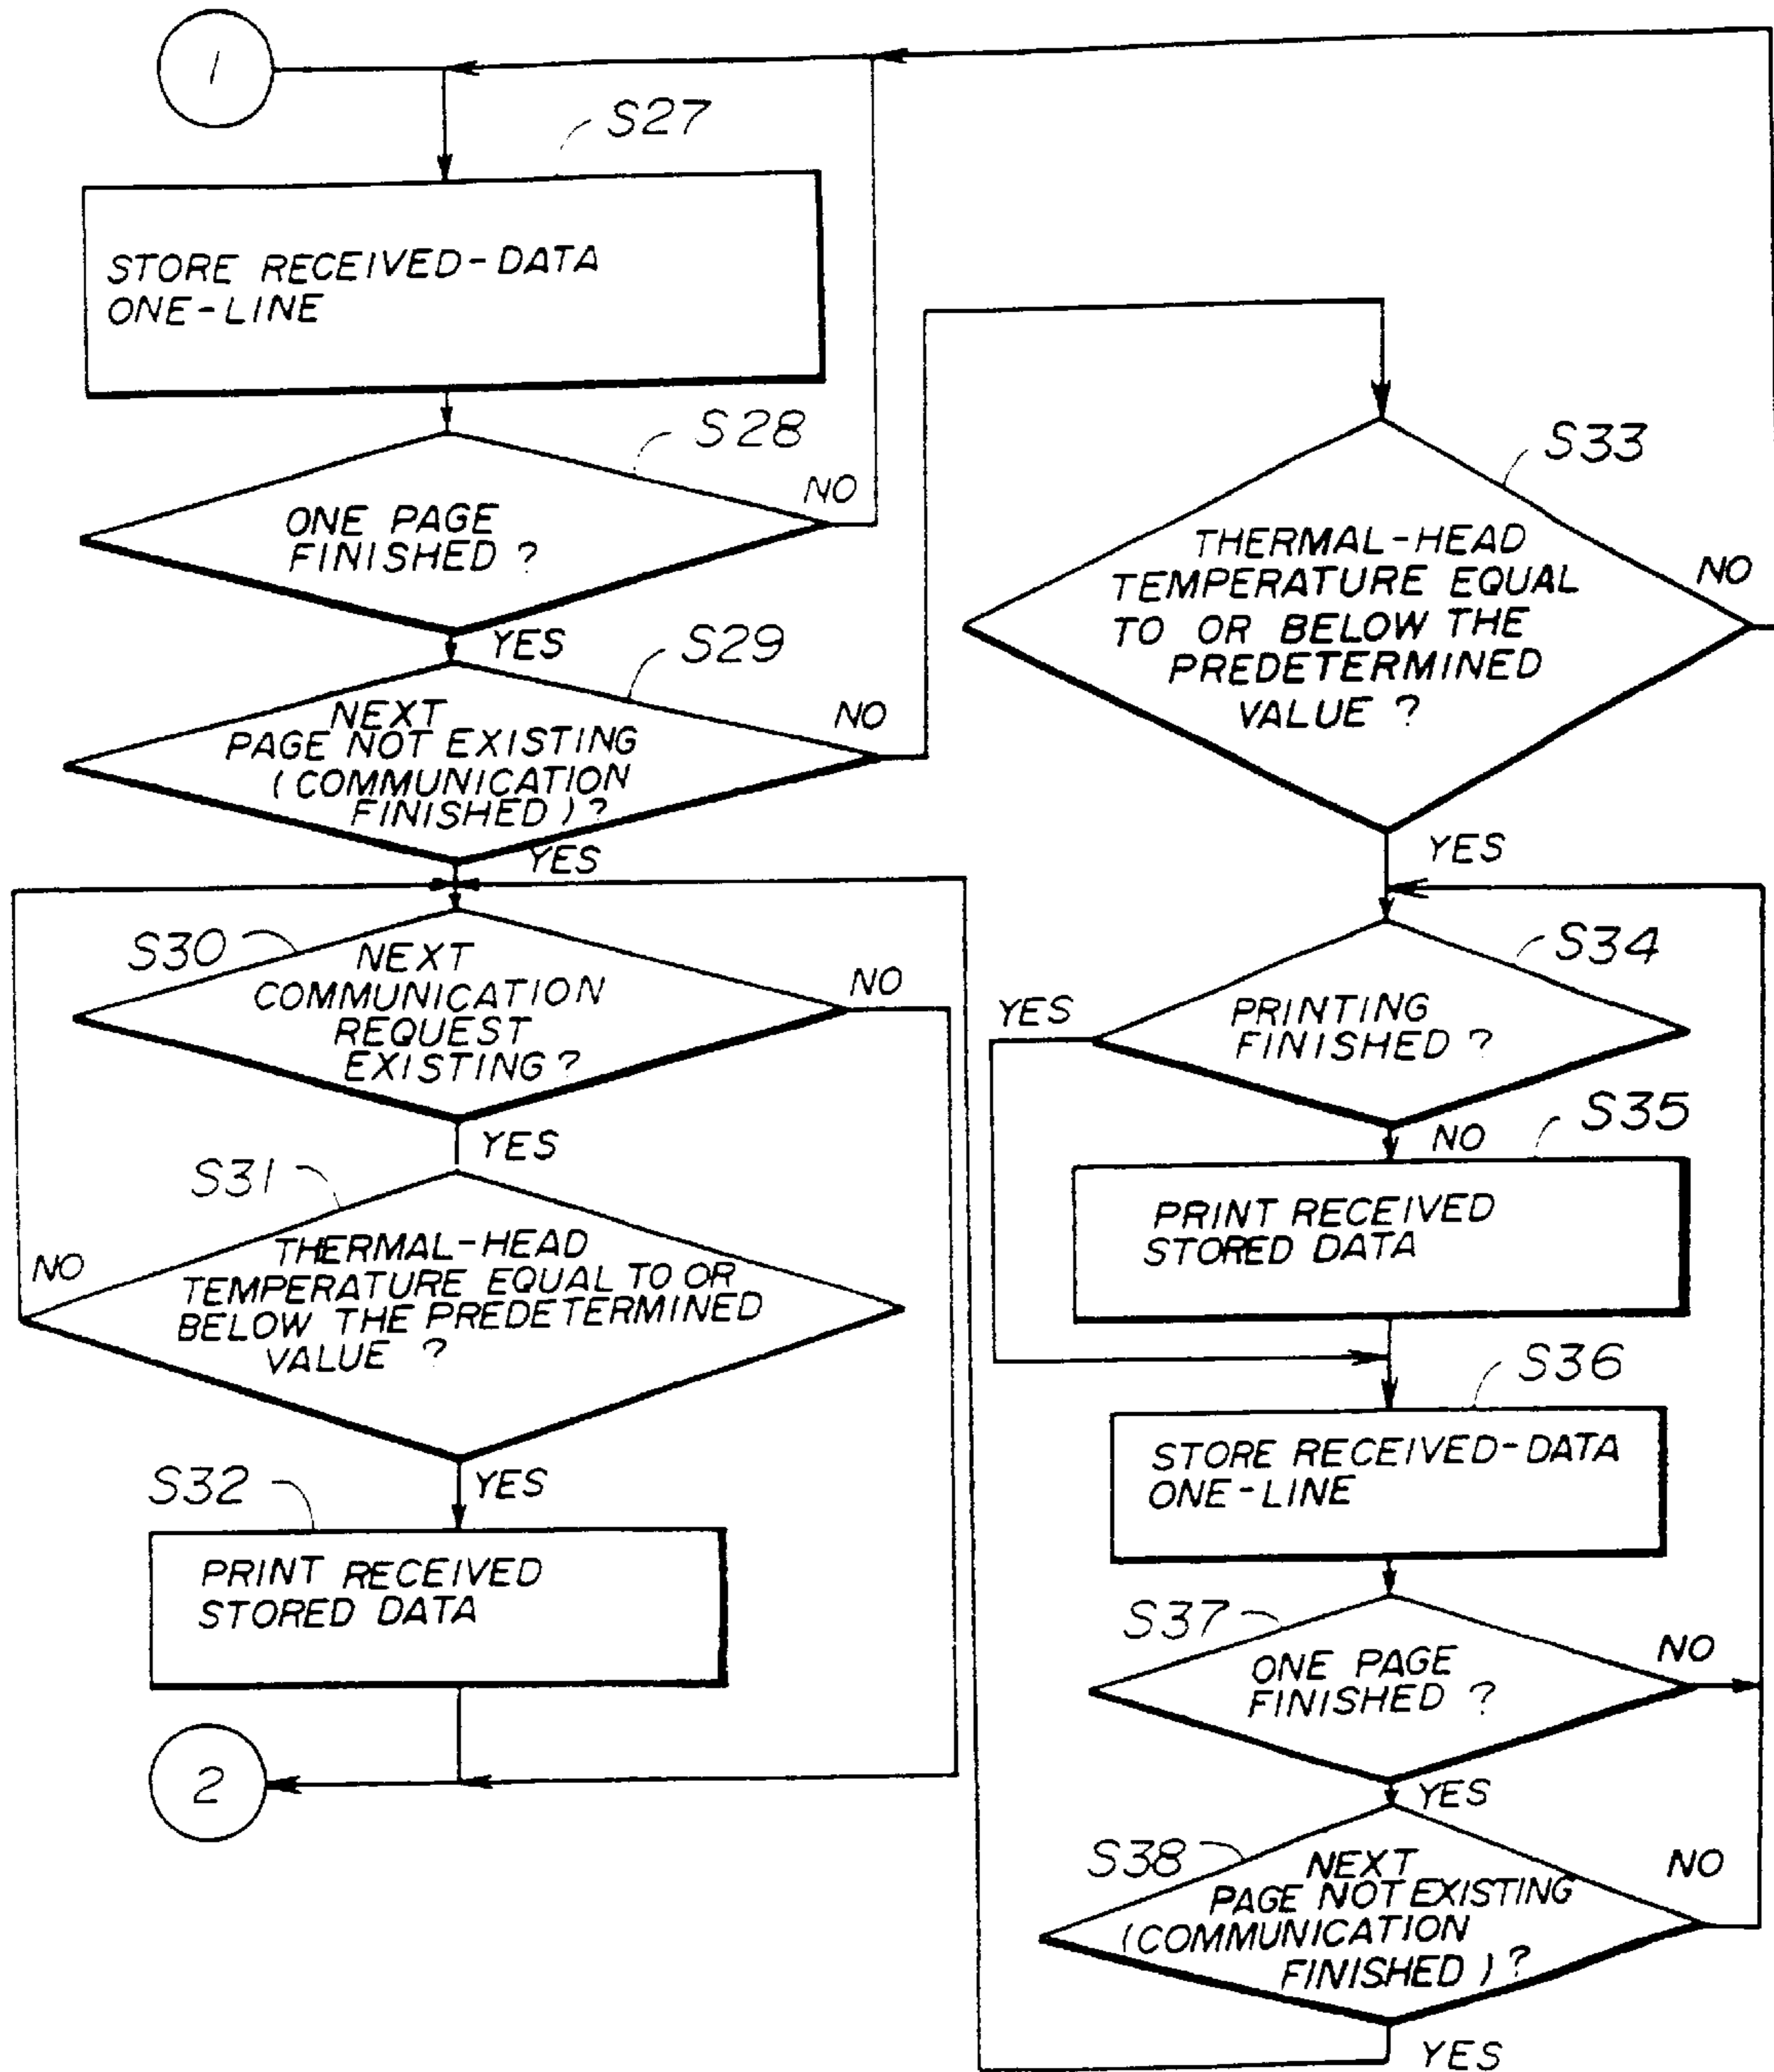 1
S27
STORE RECEIVED-DATA
ONE-LINE
S28
NO
ONE PAGE
FINISHED ?
YES
S29
NO
NEXT
PAGE NOT EXISTING
(COMMUNICATION
FINISHED) ?
YES
S30
NO
NEXT
COMMUNICATION
REQUEST
EXISTING ?
YES
S31
NO
THERMAL-HEAD
TEMPERATURE EQUAL TO OR
BELOW THE PREDETERMINED
VALUE ?
YES
S32
PRINT RECEIVED
STORED DATA
2
S33
NO
THERMAL-HEAD
TEMPERATURE EQUAL
TO OR BELOW THE
PREDETERMINED
VALUE ?
YES
S34
YES
PRINTING
FINISHED ?
NO
S35
PRINT RECEIVED
STORED DATA
S36
STORE RECEIVED-DATA
ONE-LINE
S37
NO
ONE PAGE
FINISHED ?
YES
S38
NO
NEXT
PAGE NOT EXISTING
(COMMUNICATION
FINISHED) ?
YES